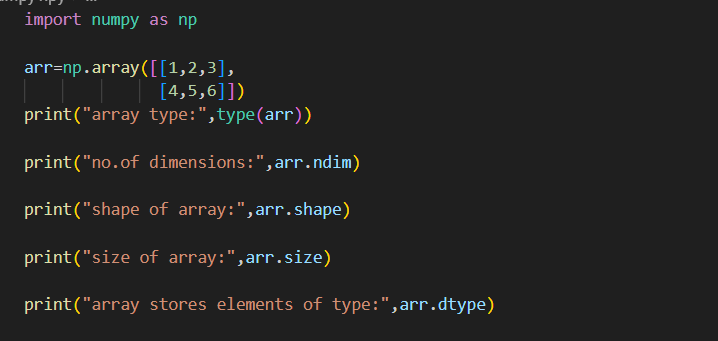 import numpy as np
arr=np.array([[1,2,3],
[4,5,6]])
print("array type:",type(arr))
print("no.of dimensions:",arr.ndim)
print("shape of array:",arr.shape)
print("size of array:",arr.size)
print("array stores elements of type:",arr.dtype)